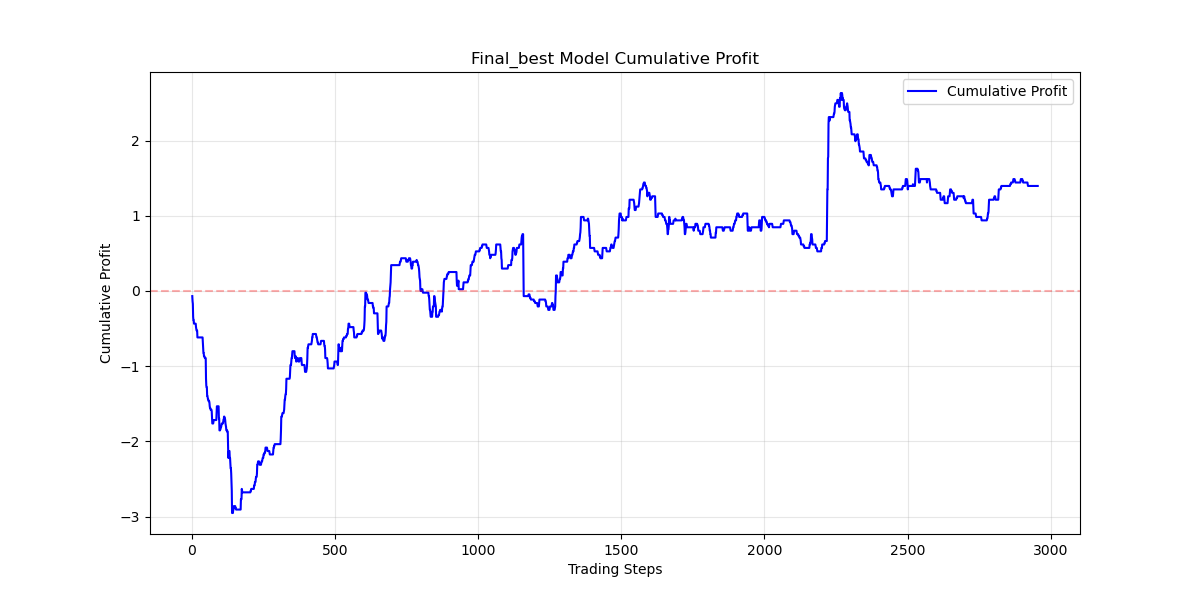 Final_best Model Cumulative Profit
Cumulative Profit
2
1
0
−1
−2
−3
Cumulative Profit
0 500 1000 1500 2000 2500 3000
Trading Steps